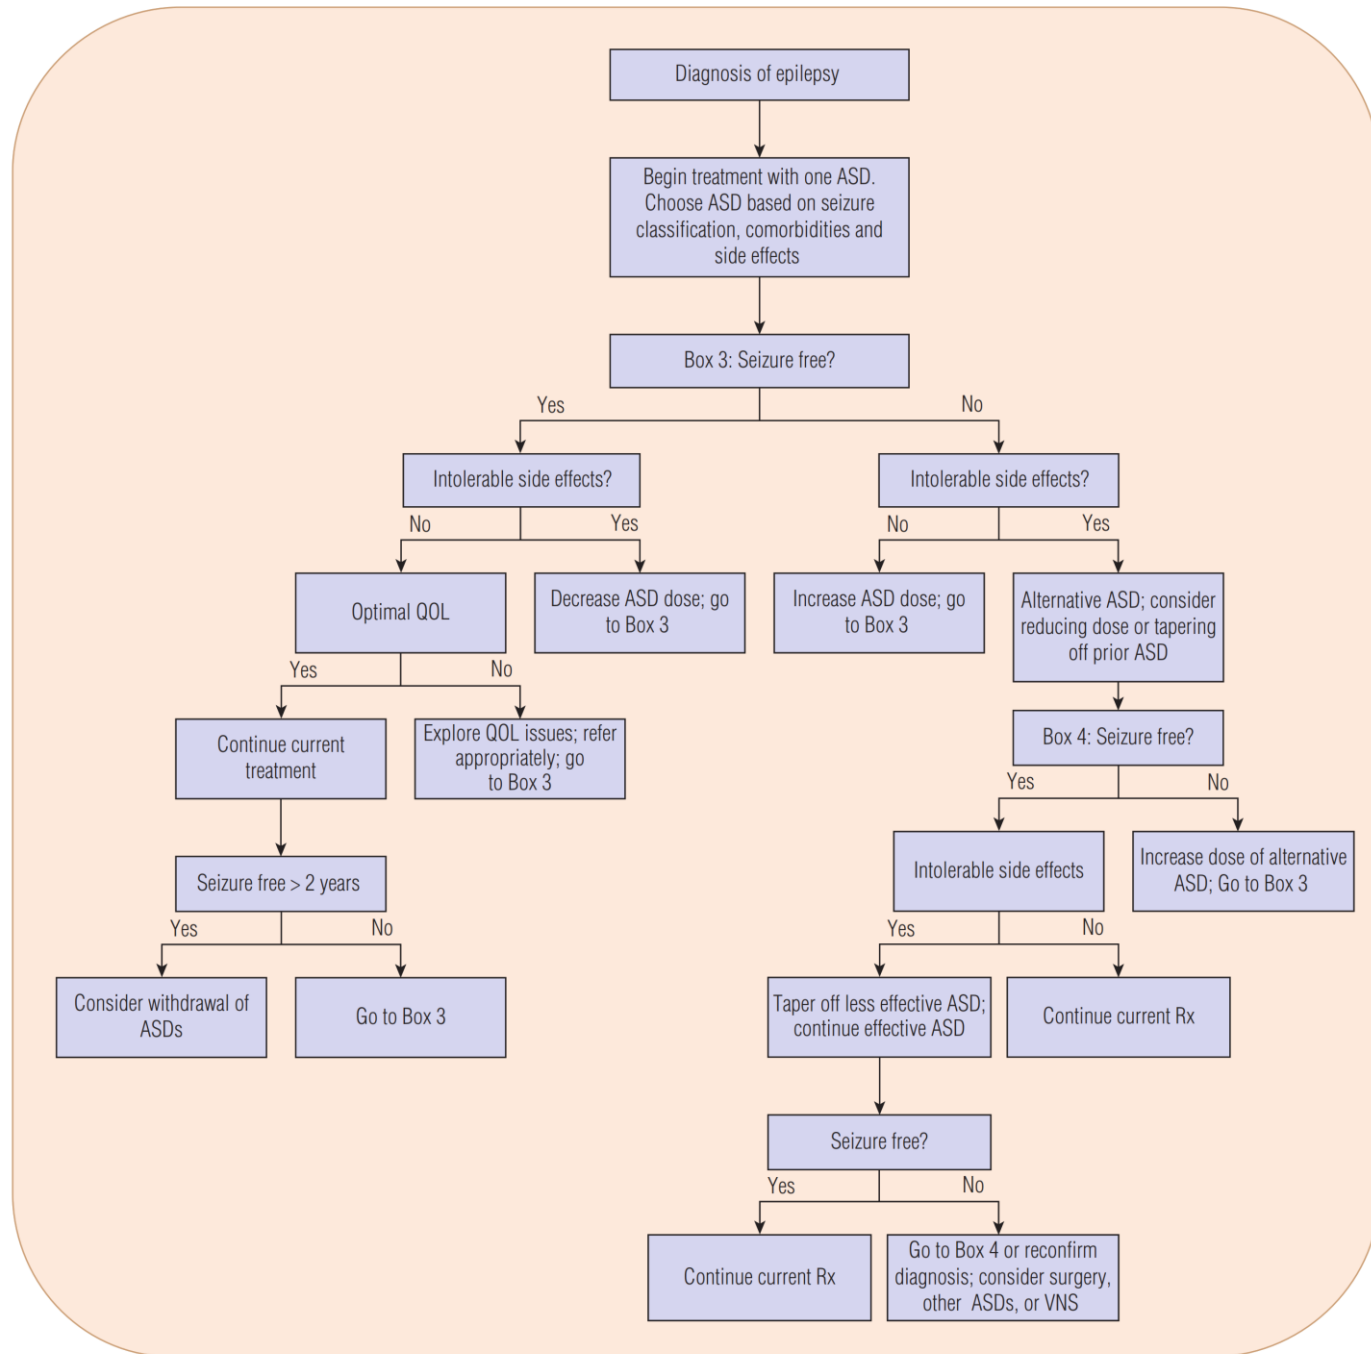 Diagnosis of epilepsy
Begin treatment with one ASD.
Choose ASD based on seizure
classification, comorbidities and
side effects
Box 3: Seizure free?
Yes
No
Intolerable side effects?
Intolerable side effects?
No
Yes
No
Yes
Optimal QOL
Decrease ASD dose; go
to Box 3
Increase ASD dose; go
to Box 3
Alternative ASD; consider
reducing dose or tapering
off prior ASD
Yes
No
Continue current
treatment
Explore QOL issues; refer
appropriately; go
to Box 3
Box 4: Seizure free?
Yes
No
Seizure free > 2 years
Intolerable side effects
Increase dose of alternative
ASD; Go to Box 3
Yes
No
Yes
No
Consider withdrawal of
ASDs
Go to Box 3
Taper off less effective ASD;
continue effective ASD
Continue current Rx
Seizure free?
Yes
No
Continue current Rx
Go to Box 4 or reconfirm
diagnosis; consider surgery,
other ASDs, or VNS